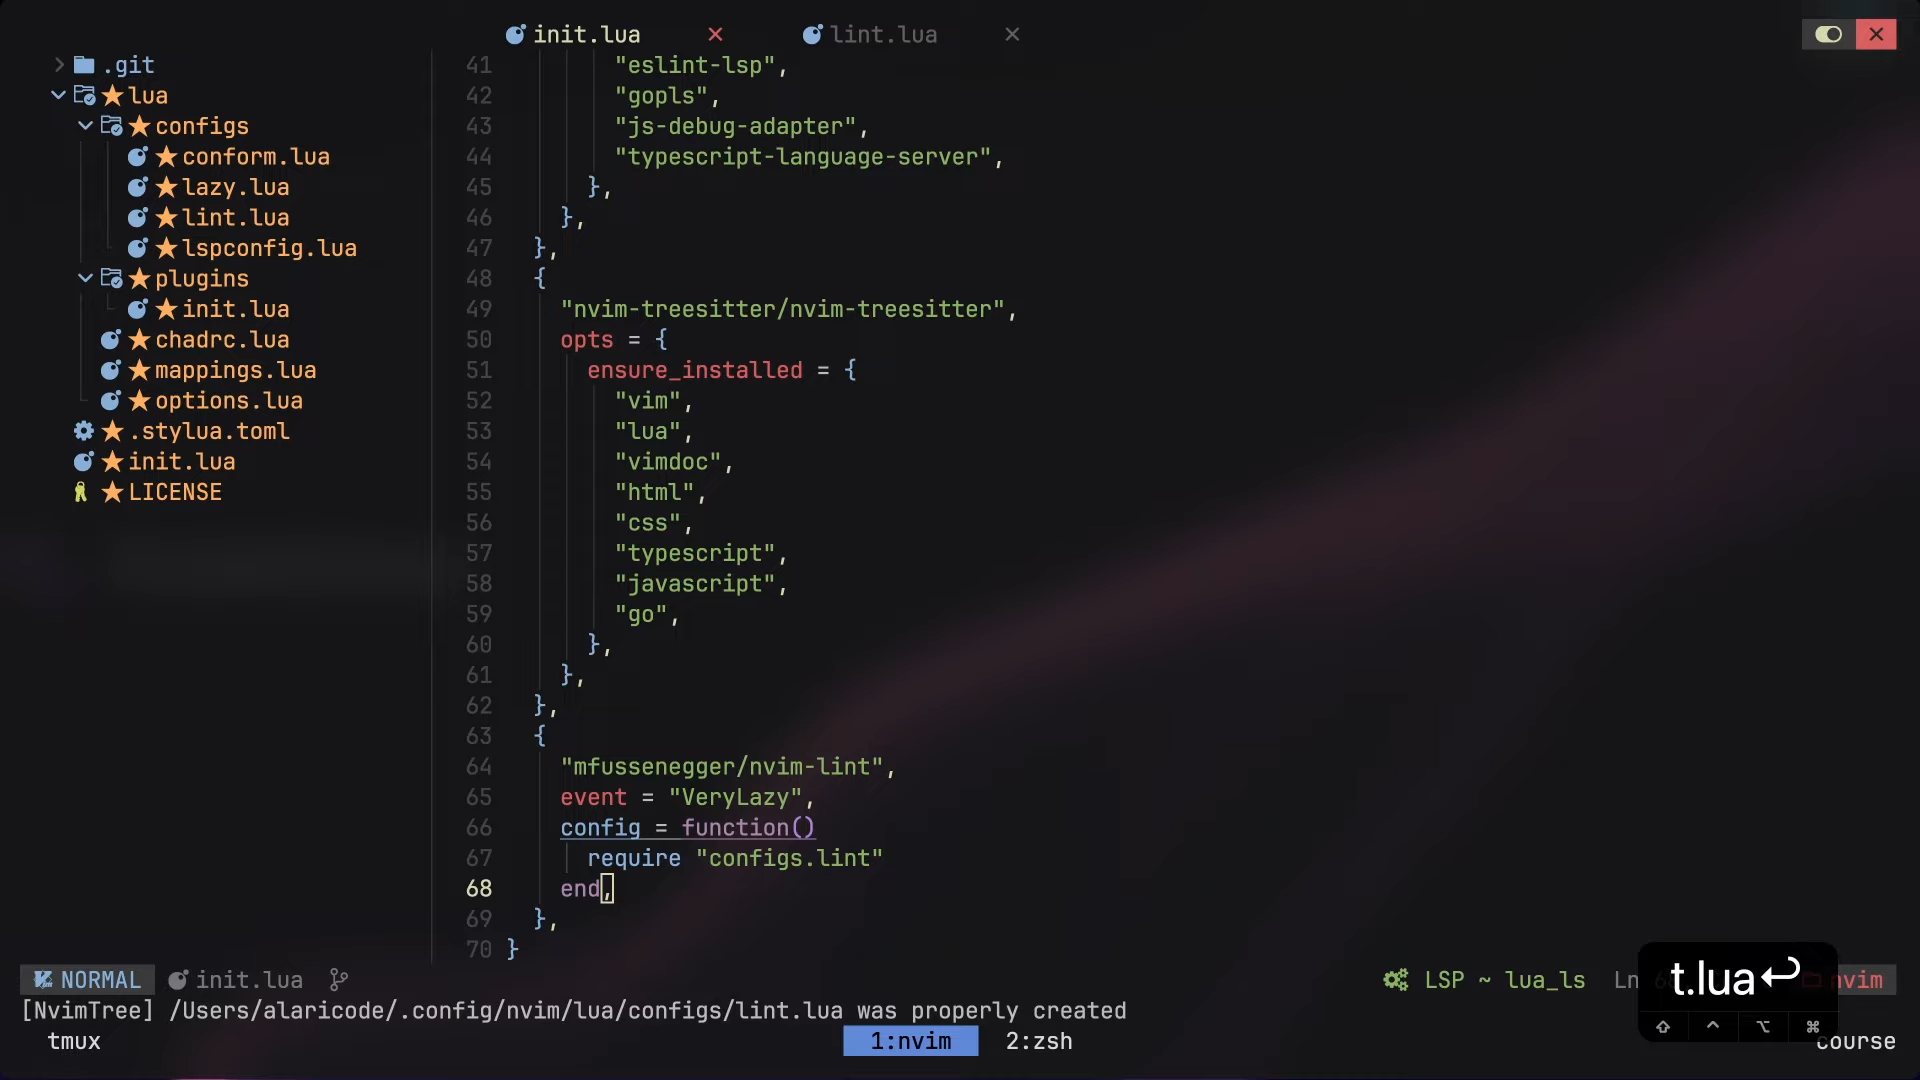 init.lua lint.lua
.git
lua
configs
conform.lua
lazy.lua
lint.lua
lspconfig.lua
plugins
init.lua
chadrc.lua
mappings.lua
options.lua
.stylua.toml
init.lua
LICENSE
41 "eslint-lsp",
42 "gopls",
43 "js-debug-adapter",
44 "typescript-language-server",
45 },
46 },
47 },
48 {
49 "nvim-treesitter/nvim-treesitter",
50 opts = {
51 ensure_installed = {
52 "vim",
53 "lua",
54 "vimdoc",
55 "html",
56 "css",
57 "typescript",
58 "javascript",
59 "go",
60 },
61 },
62 },
63 {
64 "mfussenegger/nvim-lint",
65 event = "VeryLazy",
66 config = function()
67 require "configs.lint"
68 end,
69 },
70 }
NORMAL init.lua LSP ~ lua_ls Ln nvim
t.lua
[NvimTree] /Users/alaricode/.config/nvim/lua/configs/lint.lua was properly created
tmux 1:nvim 2:zsh course